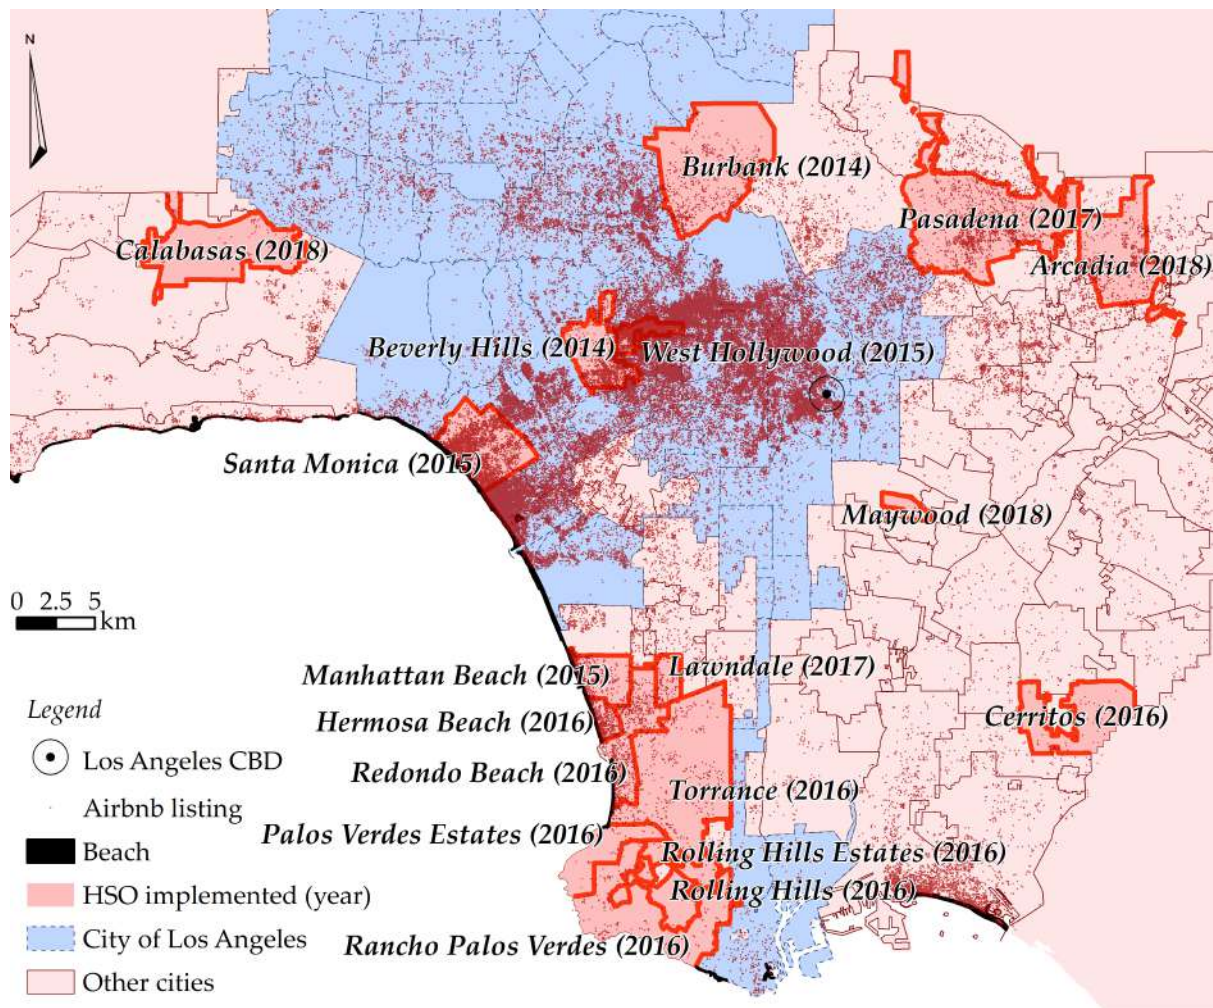 N
Burbank (2014)
Pasadena (2017)
Calabasas (2018)
Arcadia (2018)
Beverly Hills (2014)
West Hollywood (2015)
Santa Monica (2015)
Maywood (2018)
0 2.5 5
km
Manhattan Beach (2015)
Lawndale (2017)
Hermosa Beach (2016)
Cerritos (2016)
Redondo Beach (2016)
Torrance (2016)
Palos Verdes Estates (2016)
Rolling Hills Estates (2016)
Rolling Hills (2016)
Rancho Palos Verdes (2016)
Legend
Los Angeles CBD
Airbnb listing
Beach
HSO implemented (year)
City of Los Angeles
Other cities